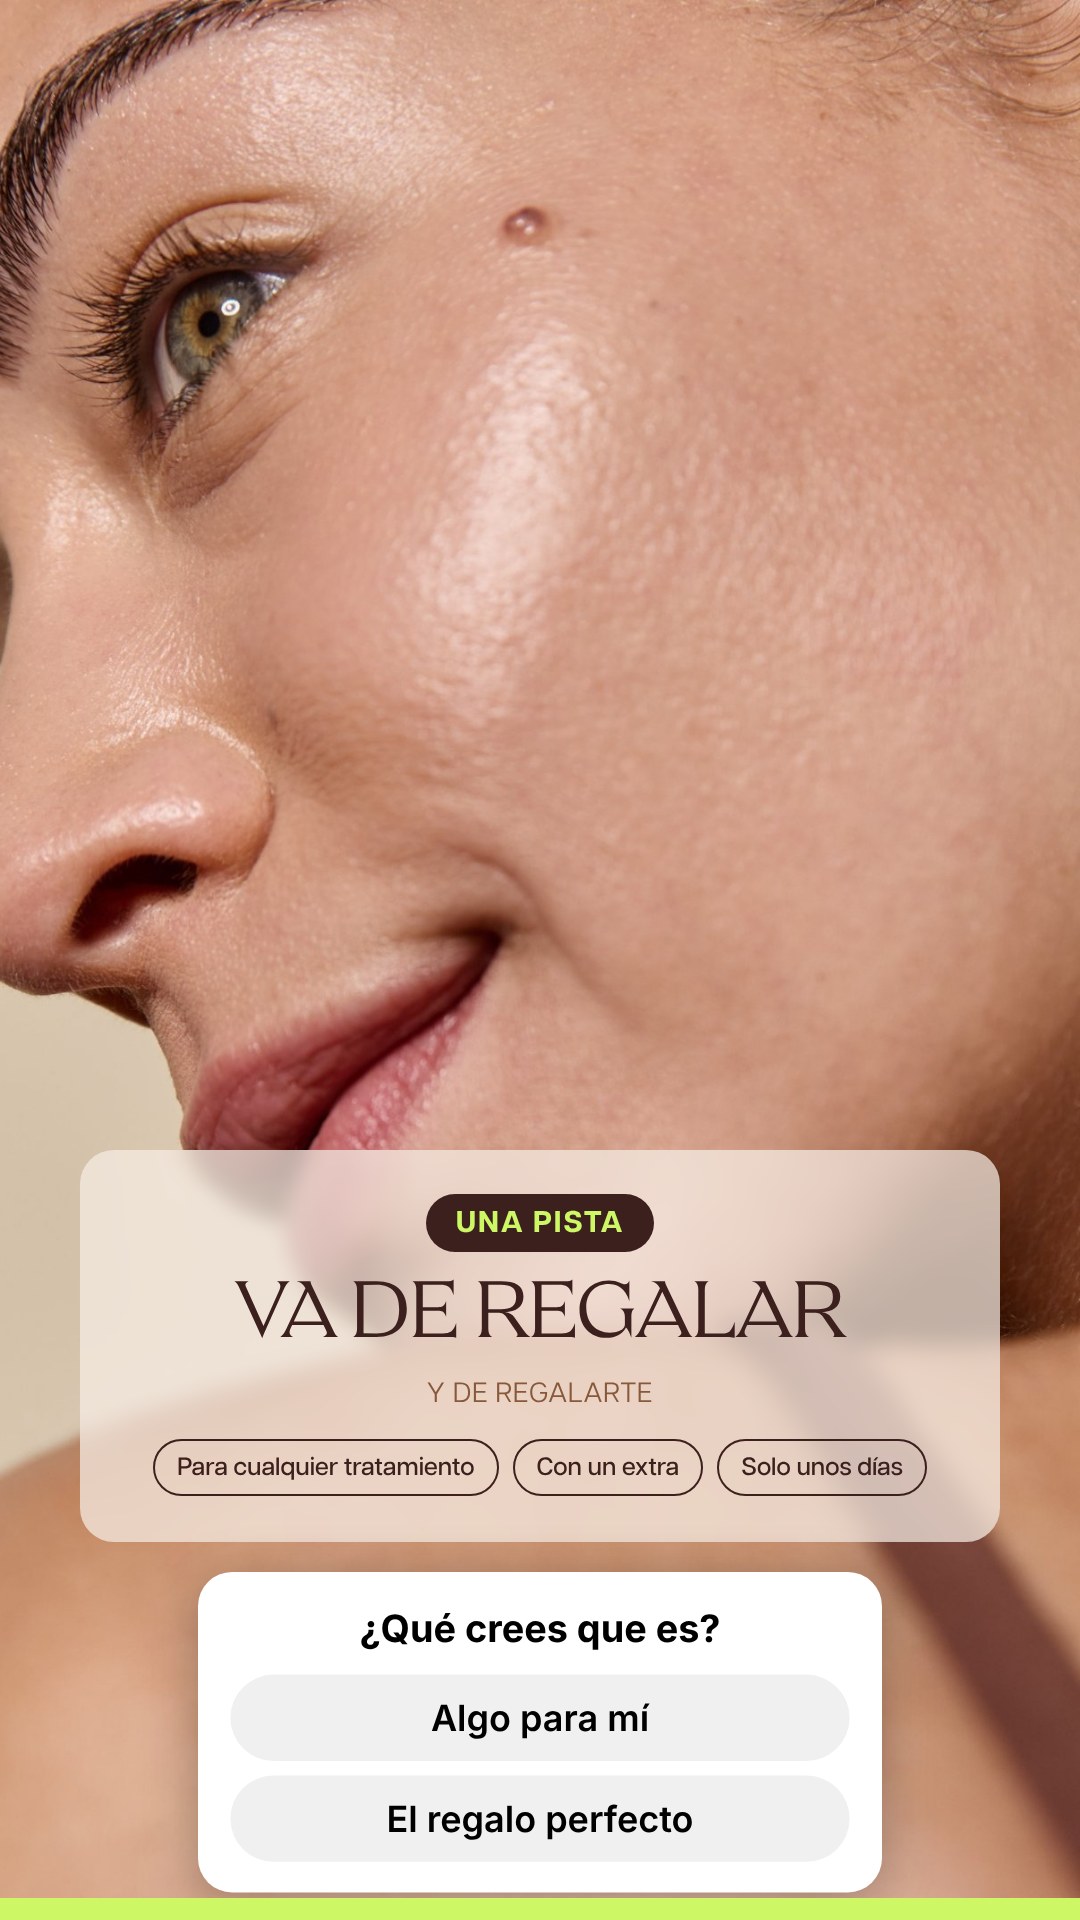 UNA PISTA
VA DE REGALAR
Y DE REGALARTE
Para cualquier tratamiento
Con un extra
Solo unos días
¿Qué crees que es?
Algo para mí
El regalo perfecto